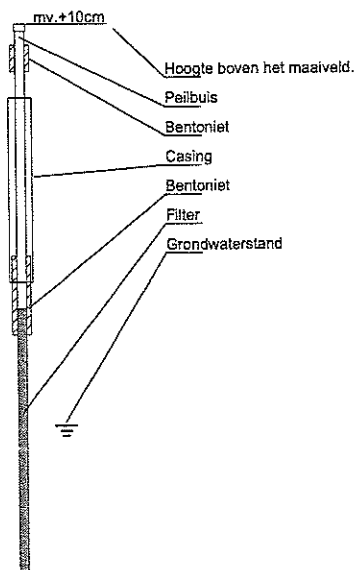 mv.+10cm
Hoogte boven het maaiveld.
Peilbuis
Bentoniet
Casing
Bentoniet
Filter
Grondwaterstand